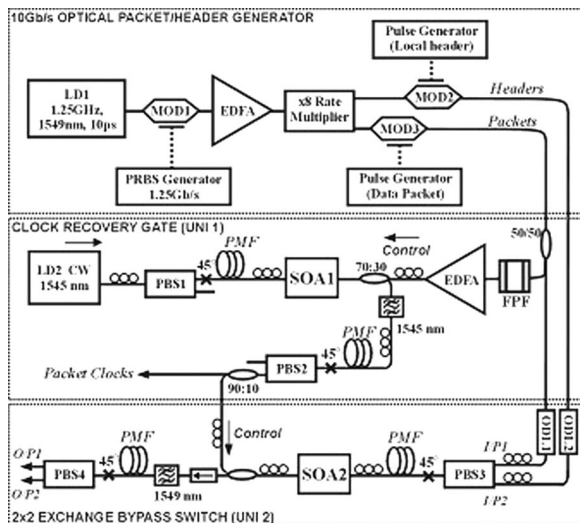 10Gb/s OPTICAL PACKET/HEADER GENERATOR
Pulse Generator
(Local header)
LD1
1.25GHz,
1549nm, 10ps
MOD1
EDFA
x8 Rate
Multiplier
MOD2
Headers
MOD3
Packets
PRBS Generator
1.25Gb/s
Pulse Generator
(Data Packet)
CLOCK RECOVERY GATE (UNI 1)
LD2 CW
1545 nm
PBS1
45°
PMF
SOA1
70:30
Control
EDFA
FPF
50/50
1545 nm
PMF
45°
PBS2
Packet Clocks
90:10
Control
ODL1
ODL2
O/P1
O/P2
PBS4
45°
PMF
1549 nm
SOA2
PMF
45°
PBS3
I/P1
I/P2
2x2 EXCHANGE BYPASS SWITCH (UNI 2)